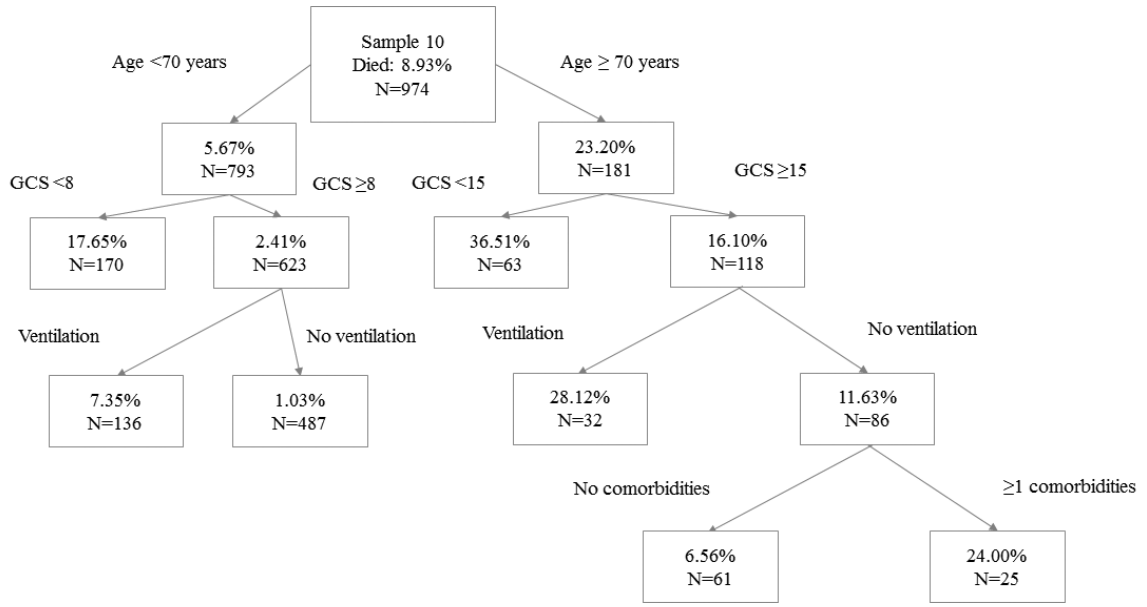 Sample 10
Died: 8.93%
N=974
Age <70 years
Age ≥ 70 years
5.67%
N=793
23.20%
N=181
GCS <8
GCS ≥8
GCS <15
GCS ≥15
17.65%
N=170
2.41%
N=623
36.51%
N=63
16.10%
N=118
Ventilation
No ventilation
Ventilation
No ventilation
7.35%
N=136
1.03%
N=487
28.12%
N=32
11.63%
N=86
No comorbidities
≥1 comorbidities
6.56%
N=61
24.00%
N=25